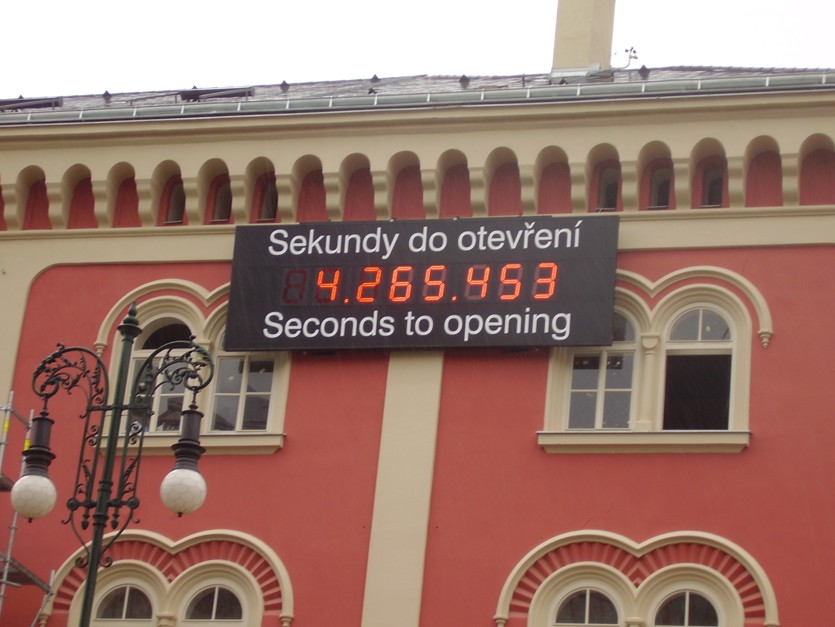 Sekundy do otevření
4.265.453
Seconds to opening